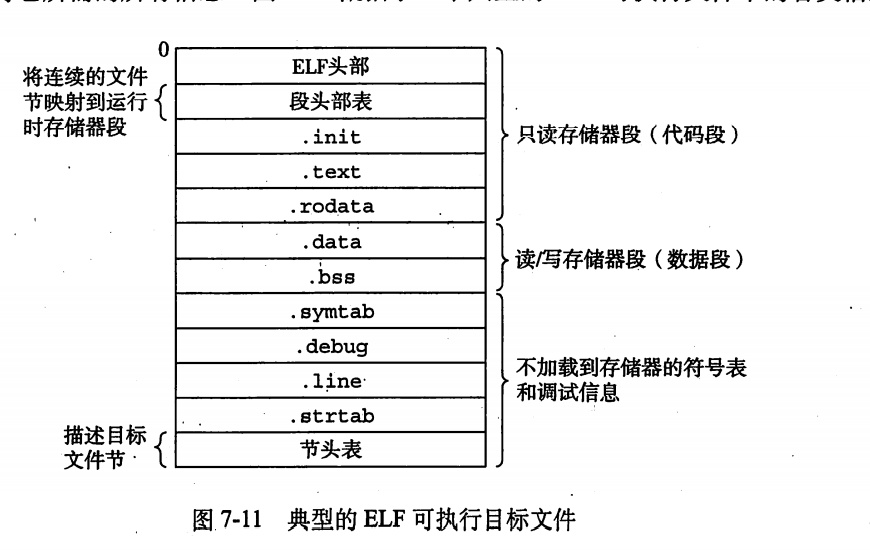 0
ELF头部
将连续的文件
节映射到运行
时存储器段
段头部表
.init
.text
.rodata
只读存储器段（代码段）
.data
.bss
读/写存储器段（数据段）
.symtab
.debug
.line
.strtab
不加载到存储器的符号表
和调试信息
描述目标
文件节
节头表
图 7-11 典型的 ELF 可执行目标文件